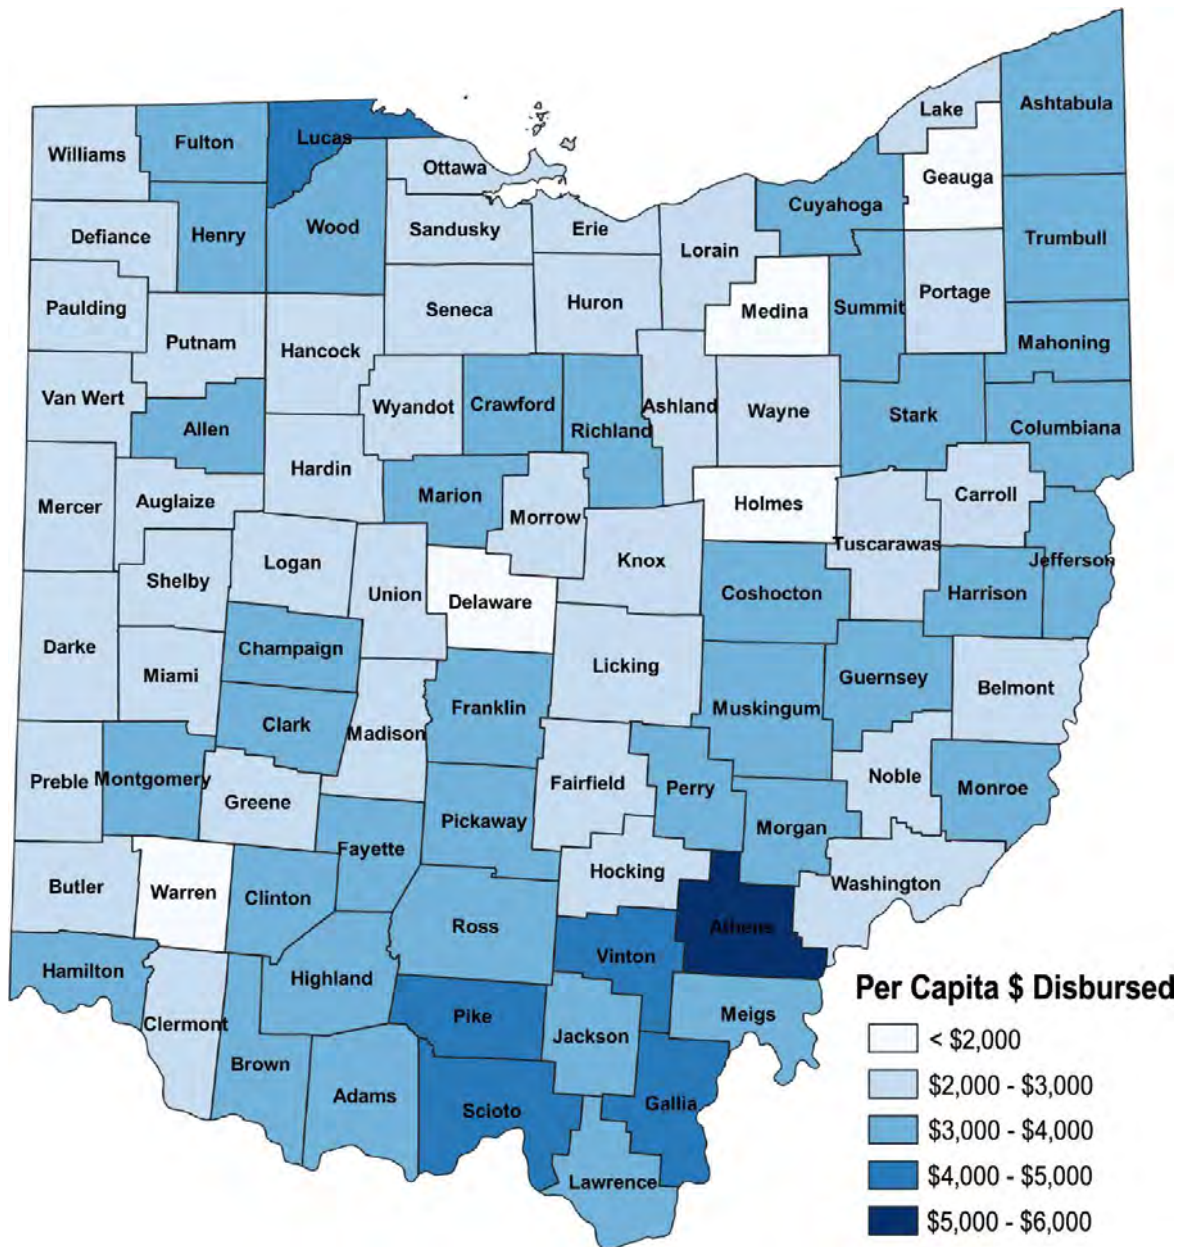 Lake
Ashtabula
Williams
Fulton
Lucas
Ottawa
Geauga
Cuyahoga
Defiance
Henry
Wood
Sandusky
Erie
Lorain
Trumbull
Paulding
Seneca
Huron
Medina
Summit
Portage
Putnam
Hancock
Mahoning
Van Wert
Allen
Wyandot
Crawford
Richland
Ashland
Wayne
Stark
Columbiana
Hardin
Mercer
Auglaize
Marion
Morrow
Holmes
Carroll
Tuscarawas
Jefferson
Shelby
Logan
Union
Delaware
Knox
Coshocton
Harrison
Darke
Miami
Champaign
Licking
Guernsey
Belmont
Clark
Madison
Franklin
Muskingum
Preble
Montgomery
Greene
Fairfield
Perry
Noble
Monroe
Pickaway
Morgan
Fayette
Butler
Warren
Clinton
Hocking
Washington
Ross
Athens
Hamilton
Highland
Vinton
Clermont
Pike
Jackson
Meigs
Brown
Adams
Scioto
Gallia
Lawrence
Per Capita $ Disbursed
< $2,000
$2,000 - $3,000
$3,000 - $4,000
$4,000 - $5,000
$5,000 - $6,000